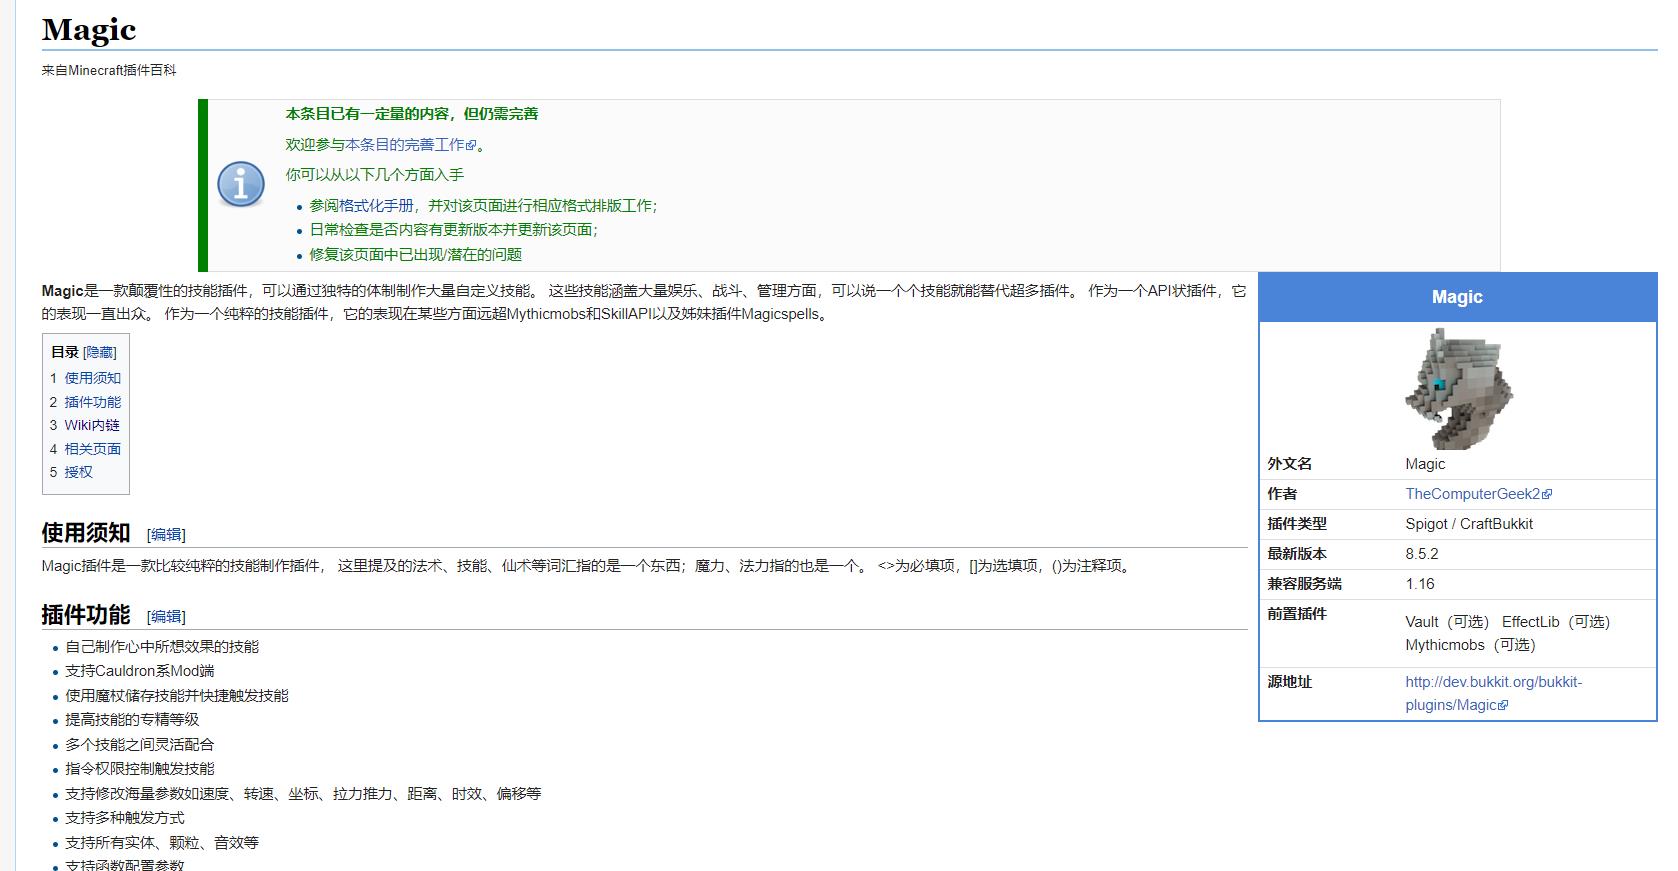 Magic
来自Minecraft插件百科
本条目已有一定量的内容，但仍需完善
欢迎参与本条目的完善工作。
你可以从以下几个方面入手
参阅格式化手册，并对该页面进行相应格式排版工作；
日常检查是否内容有更新版本并更新该页面；
修复该页面中已出现/潜在的问题
Magic是一款颠覆性的技能插件，可以通过独特的体制制作大量自定义技能。 这些技能涵盖大量娱乐、战斗、管理方面，可以说一个个技能就能替代超多插件。 作为一个API状插件，它
的表现一直出众。 作为一个纯粹的技能插件，它的表现在某些方面远超Mythicmobs和SkillAPI以及姊妹插件Magicspells。
目录 [隐藏]
1 使用须知
2 插件功能
3 Wiki内链
4 相关页面
5 授权
Magic
外文名 Magic
作者 TheComputerGeek2
插件类型 Spigot / CraftBukkit
最新版本 8.5.2
兼容服务端 1.16
前置插件 Vault（可选） EffectLib（可选）
Mythicmobs（可选）
源地址 http://dev.bukkit.org/bukkit-
plugins/Magic
使用须知 [编辑]
Magic插件是一款比较纯粹的技能制作插件， 这里提及的法术、技能、仙术等词汇指的是一个东西；魔力、法力指的也是一个。 <>为必填项，[]为选填项，()为注释项。
插件功能 [编辑]
自己制作心中所想效果的技能
支持Cauldron系Mod端
使用魔杖储存技能并快捷触发技能
提高技能的专精等级
多个技能之间灵活配合
指令权限控制触发技能
支持修改海量参数如速度、转速、坐标、拉力推力、距离、时效、偏移等
支持多种触发方式
支持所有实体、颗粒、音效等
支持函数配置参数